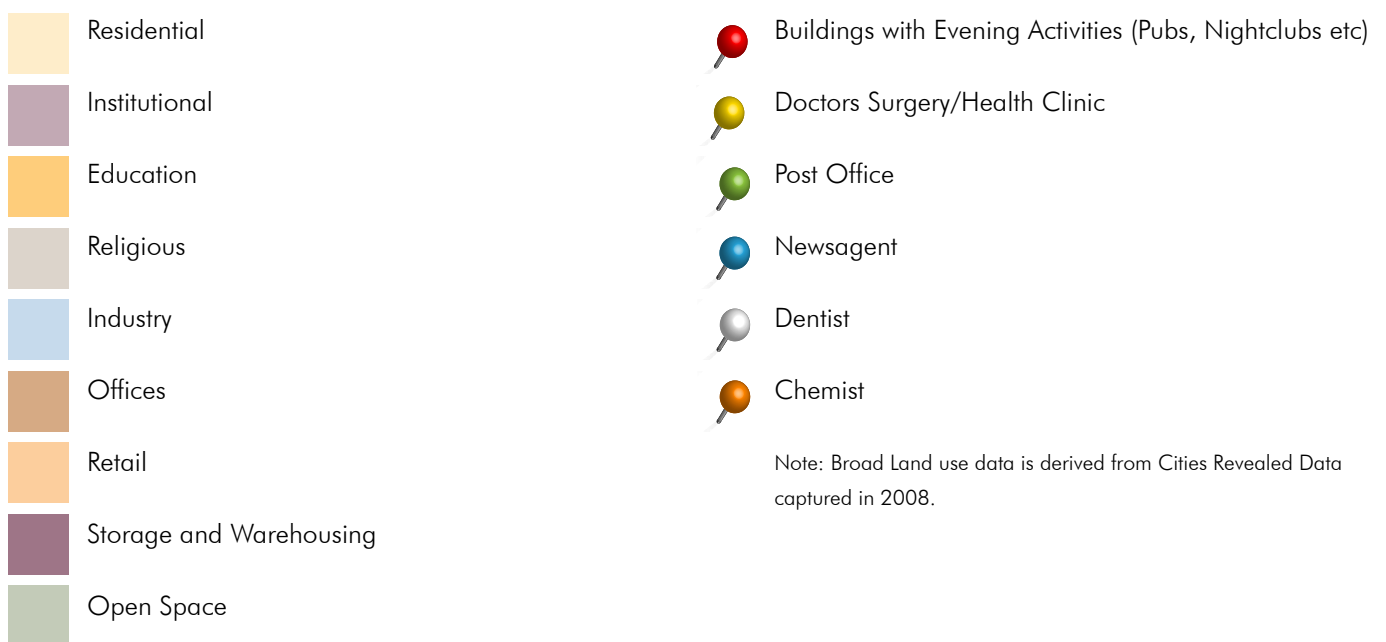 Residential
Institutional
Education
Religious
Industry
Offices
Retail
Storage and Warehousing
Open Space
Buildings with Evening Activities (Pubs, Nightclubs etc)
Doctors Surgery/Health Clinic
Post Office
Newsagent
Dentist
Chemist
Note: Broad Land use data is derived from Cities Revealed Data
captured in 2008.